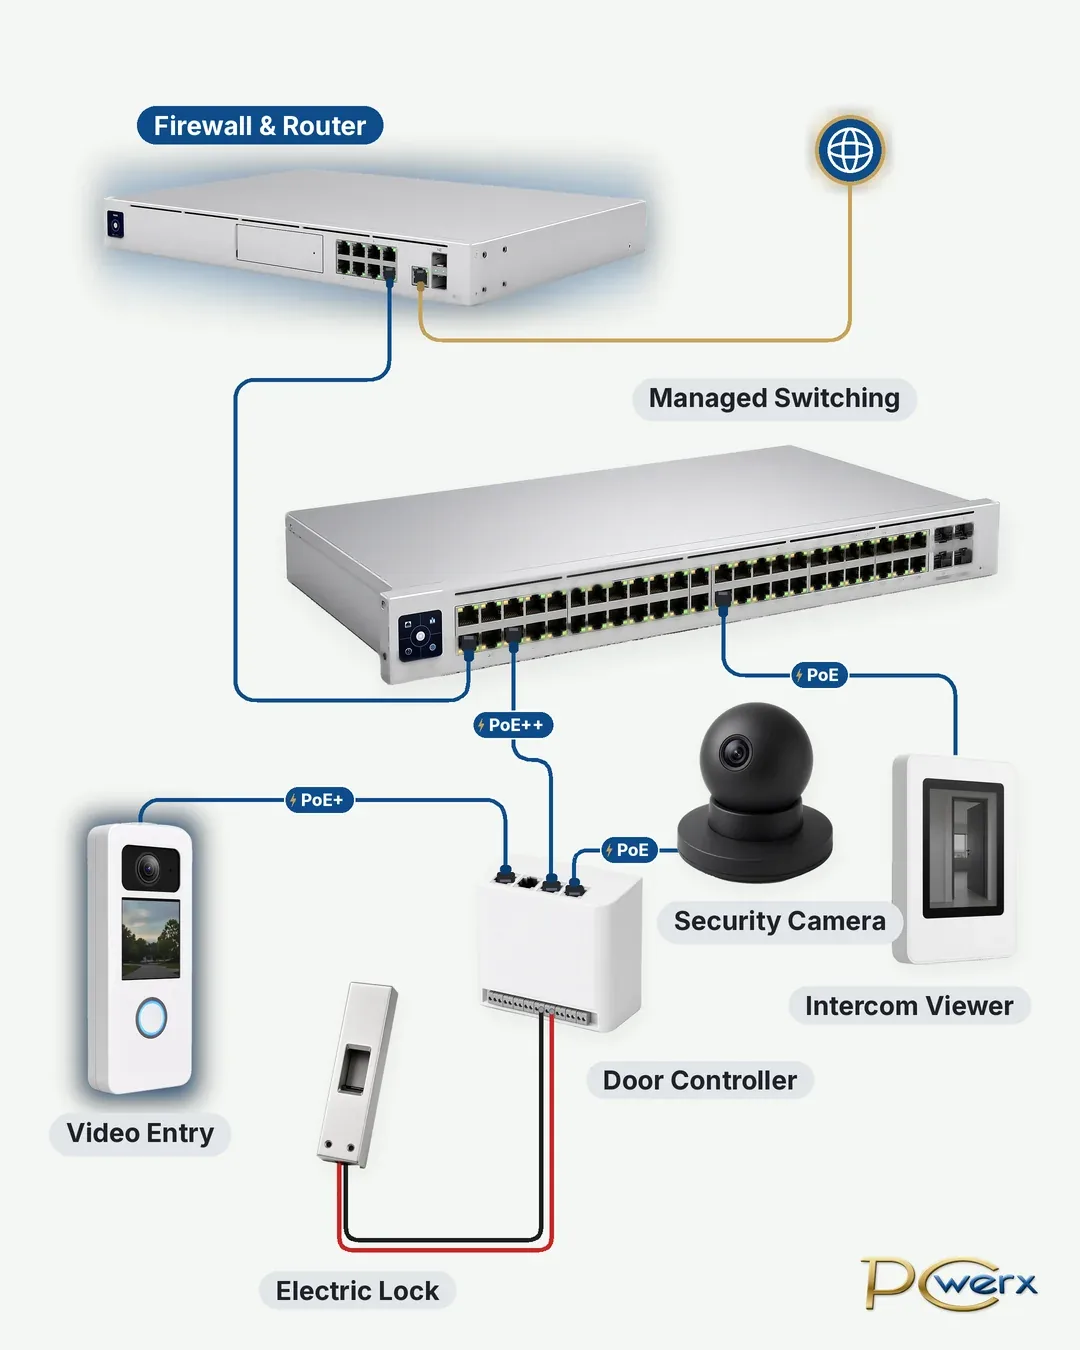 Firewall & Router
Managed Switching
PoE
PoE++
PoE+
PoE
Security Camera
Intercom Viewer
Door Controller
Video Entry
Electric Lock
PCwerx